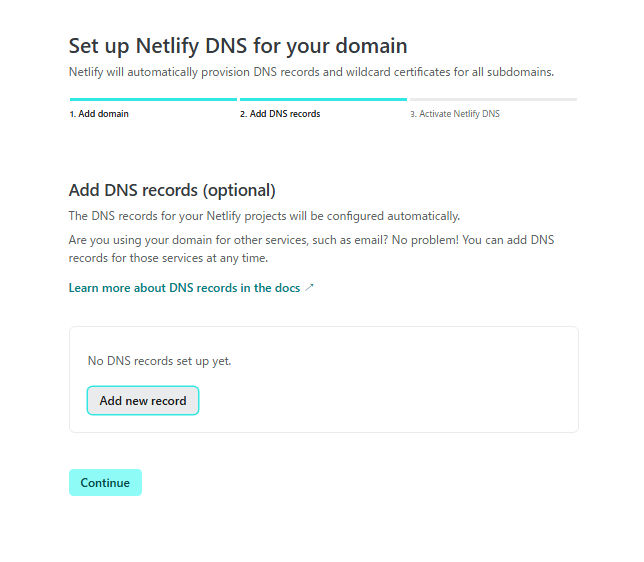 Set up Netlify DNS for your domain
Netlify will automatically provision DNS records and wildcard certificates for all subdomains.
1. Add domain
2. Add DNS records
3. Activate Netlify DNS
Add DNS records (optional)
The DNS records for your Netlify projects will be configured automatically.
Are you using your domain for other services, such as email? No problem! You can add DNS
records for those services at any time.
Learn more about DNS records in the docs ↗
No DNS records set up yet.
Add new record
Continue